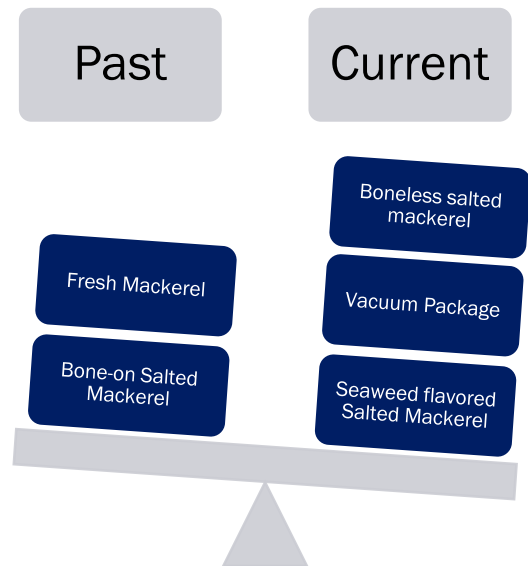 Past
Current
Fresh Mackerel
Bone-on Salted
Mackerel
Boneless salted
mackerel
Vacuum Package
Seaweed flavored
Salted Mackerel